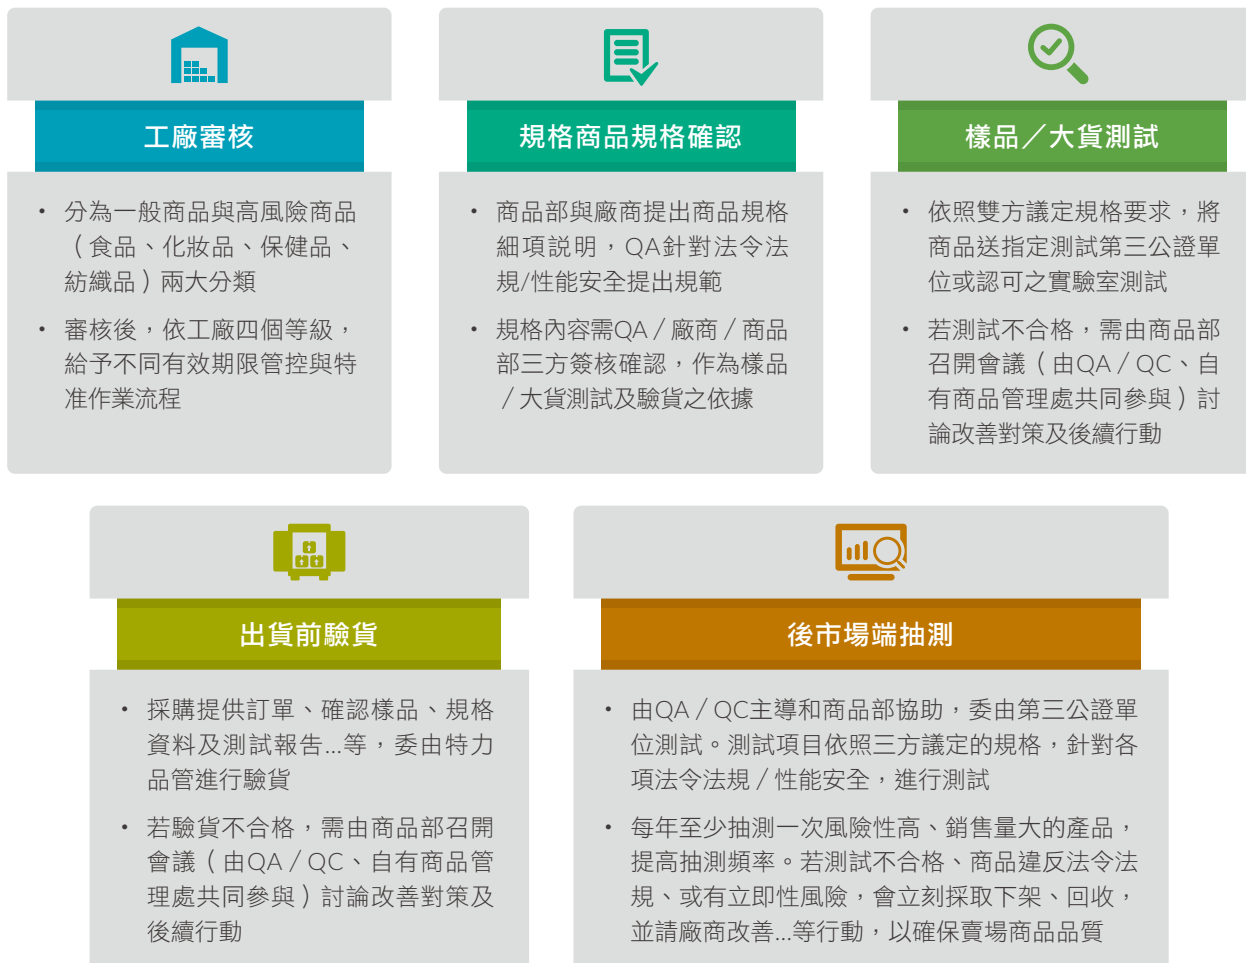 工廠審核
• 分為一般商品與高風險商品
（食品、化妝品、保健品、
紡織品）兩大分類
• 審核後，依工廠四個等級，
給予不同有效期限管控與特
准作業流程
規格商品規格確認
• 商品部與廠商提出商品規格
細項說明，QA針對法令法
規/性能安全提出規範
• 規格內容需QA／廠商／商品
部三方簽核確認，作為樣品
／大貨測試及驗貨之依據
樣品／大貨測試
• 依照雙方議定規格要求，將
商品送指定測試第三公證單
位或認可之實驗室測試
• 若測試不合格，需由商品部
召開會議（由QA／QC、自
有商品管理處共同參與）討
論改善對策及後續行動
出貨前驗貨
• 採購提供訂單、確認樣品、規格
資料及測試報告...等，委由特力
品管進行驗貨
• 若驗貨不合格，需由商品部召開
會議（由QA／QC、自有商品管
理處共同參與）討論改善對策及
後續行動
後市場端抽測
• 由QA／QC主導和商品部協助，委由第三公證單
位測試。測試項目依照三方議定的規格，針對各
項法令法規／性能安全，進行測試
• 每年至少抽測一次風險性高、銷售量大的產品，
提高抽測頻率。若測試不合格、商品違反法令法
規、或有立即性風險，會立刻採取下架、回收，
並請廠商改善...等行動，以確保賣場商品品質